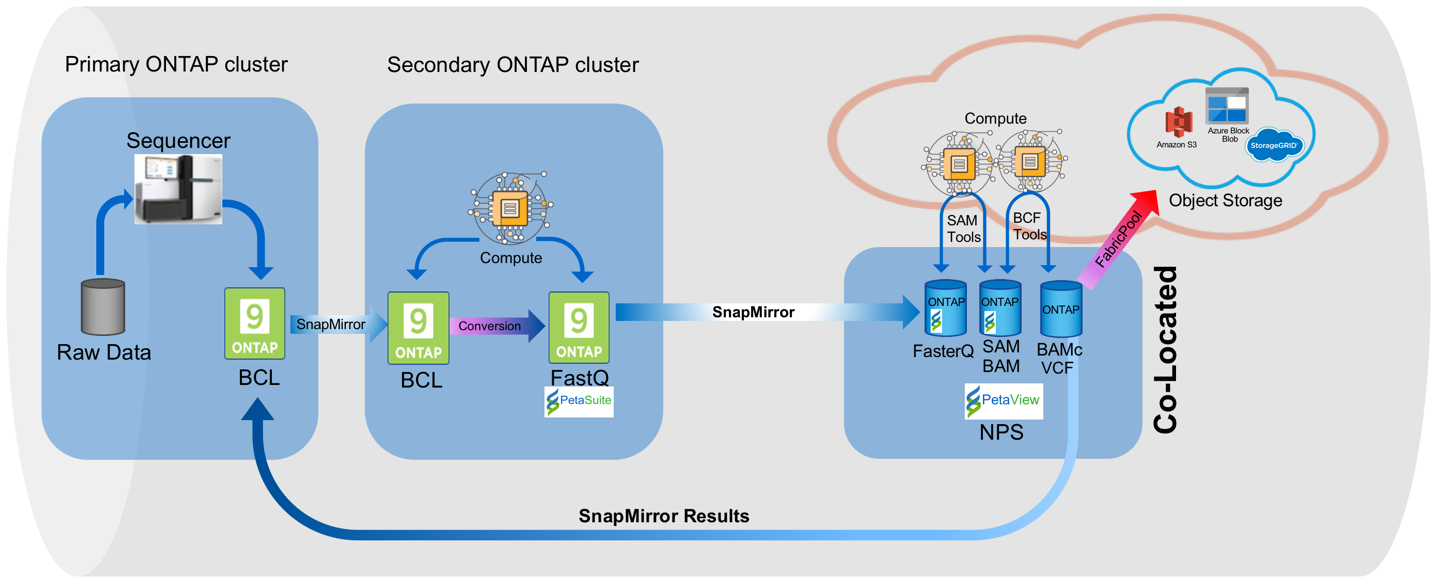 Primary ONTAP cluster
Sequencer
Raw Data
9
ONTAP
BCL
SnapMirror
Secondary ONTAP cluster
Compute
9
ONTAP
BCL
Conversion
9
ONTAP
FastQ
PetaSuite
SnapMirror
Compute
SAM
Tools
BCF
Tools
ONTAP
FasterQ
ONTAP
SAM
BAM
ONTAP
BAMc
VCF
PetaView
NPS
Co-Located
FabricPool
Amazon S3
Azure Block
Blob
StorageGRID
Object Storage
SnapMirror Results